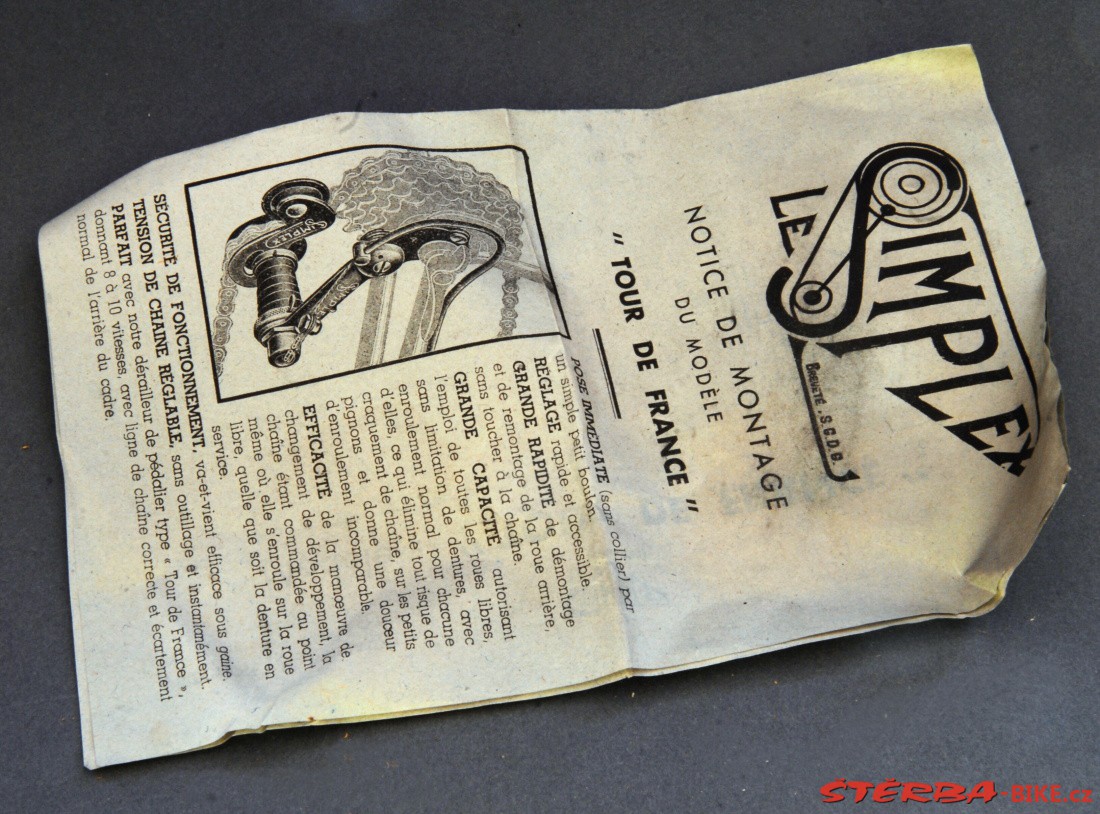 LE SIMPLEX
BREVETÉ S.G.D.G.
NOTICE DE MONTAGE
DU MODÈLE
" TOUR DE FRANCE "
POSE IMMÉDIATE (sans collier) par
un simple petit boulon.
RÉGLAGE rapide et accessible.
GRANDE RAPIDITÉ de démontage
et de remontage de la roue arrière,
sans toucher à la chaîne.
GRANDE CAPACITÉ autorisant
l'emploi de toutes les roues libres,
sans limitation de dentures, avec
enroulement normal pour chacune
d'elles, ce qui élimine tout risque de
craquement de chaîne, sur les petits
pignons et donne une douceur
d'enroulement incomparable.
EFFICACITÉ de la manœuvre de
changement de développement, la
chaîne étant commandée au point
même où elle s'enroule sur la roue
libre, quelle que soit la denture en
service.
SÉCURITÉ DE FONCTIONNEMENT, va-et-vient efficace sous gaine.
TENSION DE CHAINE RÉGLABLE, sans outillage et instantanément.
PARFAIT avec notre dérailleur de pédalier type « Tour de France »,
donnant 8 à 10 vitesses, avec ligne de chaîne correcte et écartement
normal de l'arrière du cadre.
SIMPLEX
SIMPLEX
ŠTĚRBA-BIKE.cz